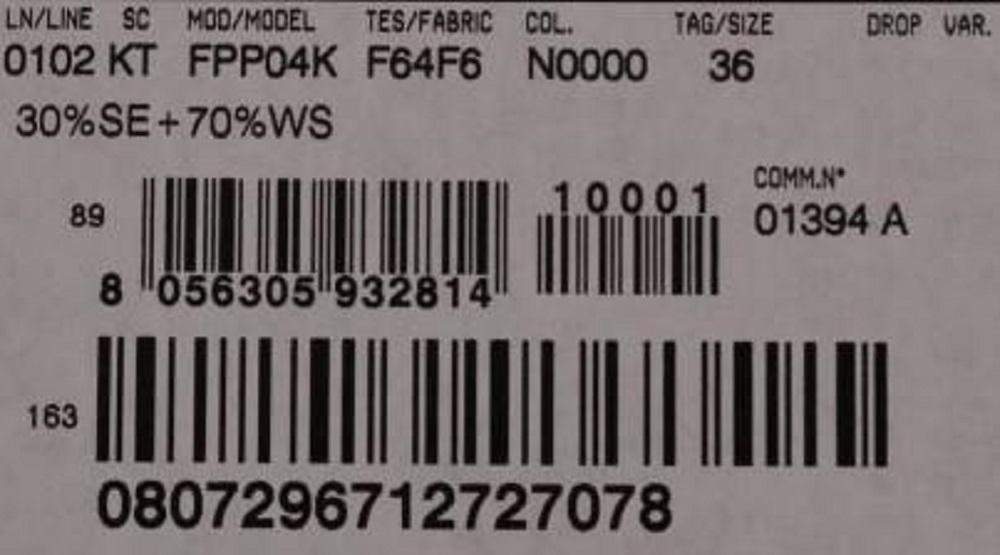 LN/LINE SC MOD/MODEL TES/FABRIC COL. TAG/SIZE DROP VAR.
0102 KT FPP04K F64F6 N0000 36
30%SE+70%WS
10001
COMM.N°
89
01394 A
8 056305 932814
163
0807296712727078